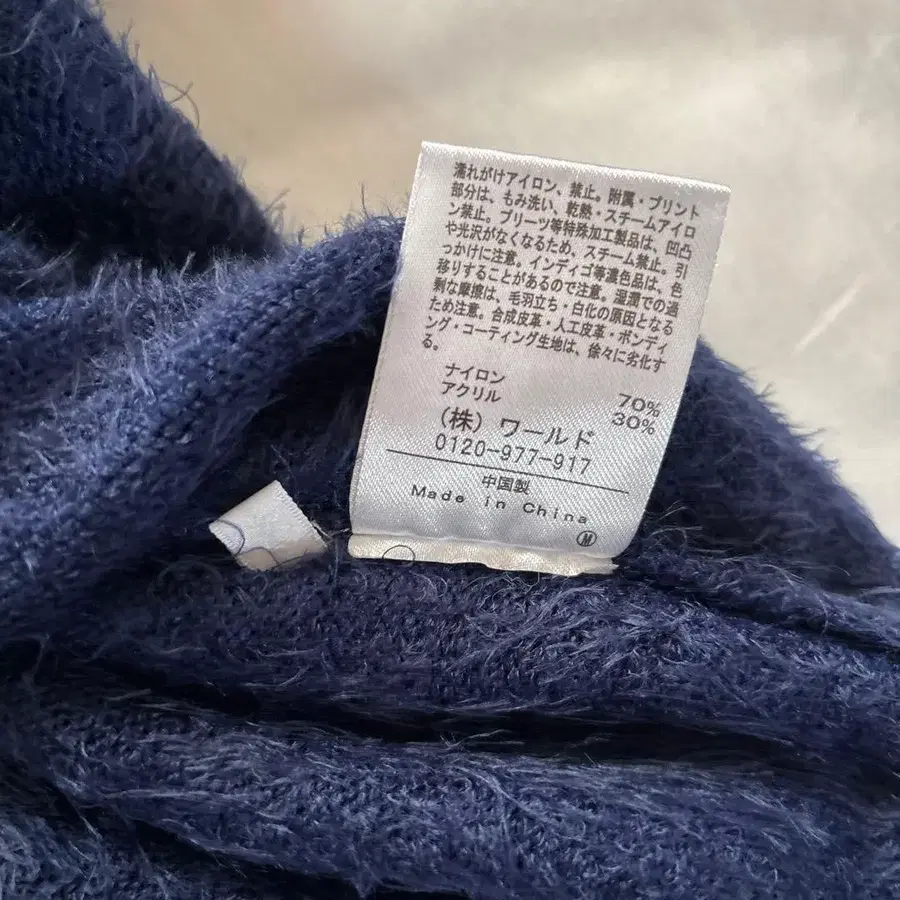 濡れがけアイロン、禁止。附属・プリント
部分は、もみ洗い、乾熱・スチームアイロ
ン禁止。プリーツ等特殊加工製品は、凹凸
や光沢がなくなるため、スチーム禁止。引
っかけに注意。インディゴ等濃色品は、色
移りすることがあるので注意。湿潤での過
剰な摩擦は、毛羽立ち・白化の原因となる
ため注意。合成皮革・人工皮革・ボンディ
ング・コーティング生地は、徐々に劣化す
る。
ナイロン 70%
アクリル 30%
(株) ワールド
0120-977-917
中国製
Made in China
M